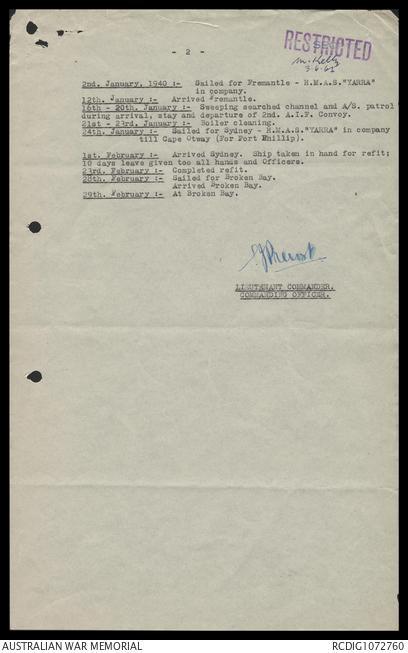 - 2 -
RESTRICTED
M. Kelly
3.6.61
2nd. January, 1940 :- Sailed for Fremantle - H.M.A.S."YARRA"
in company.
12th. January :- Arrived Fremantle.
16th - 20th. January :- Sweeping searched channel and A/S. patrol
during arrival, stay and departure of 2nd. A.I.F. Convoy.
21st - 23rd. January :- Boiler cleaning.
24th. January :- Sailed for Sydney - H.M.A.S."YARRA" in company
till Cape Otway (For Port Phillip).
1st. February :- Arrived Sydney. Ship taken in hand for refit;
10 days leave given too all hands and Officers.
23rd. February :- Completed refit.
28th. February :- Sailed for Broken Bay.
Arrived Broken Bay.
29th. February :- At Broken Bay.
LIEUTENANT COMMANDER.
COMMANDING OFFICER.
AUSTRALIAN WAR MEMORIAL
RCDIG1072760